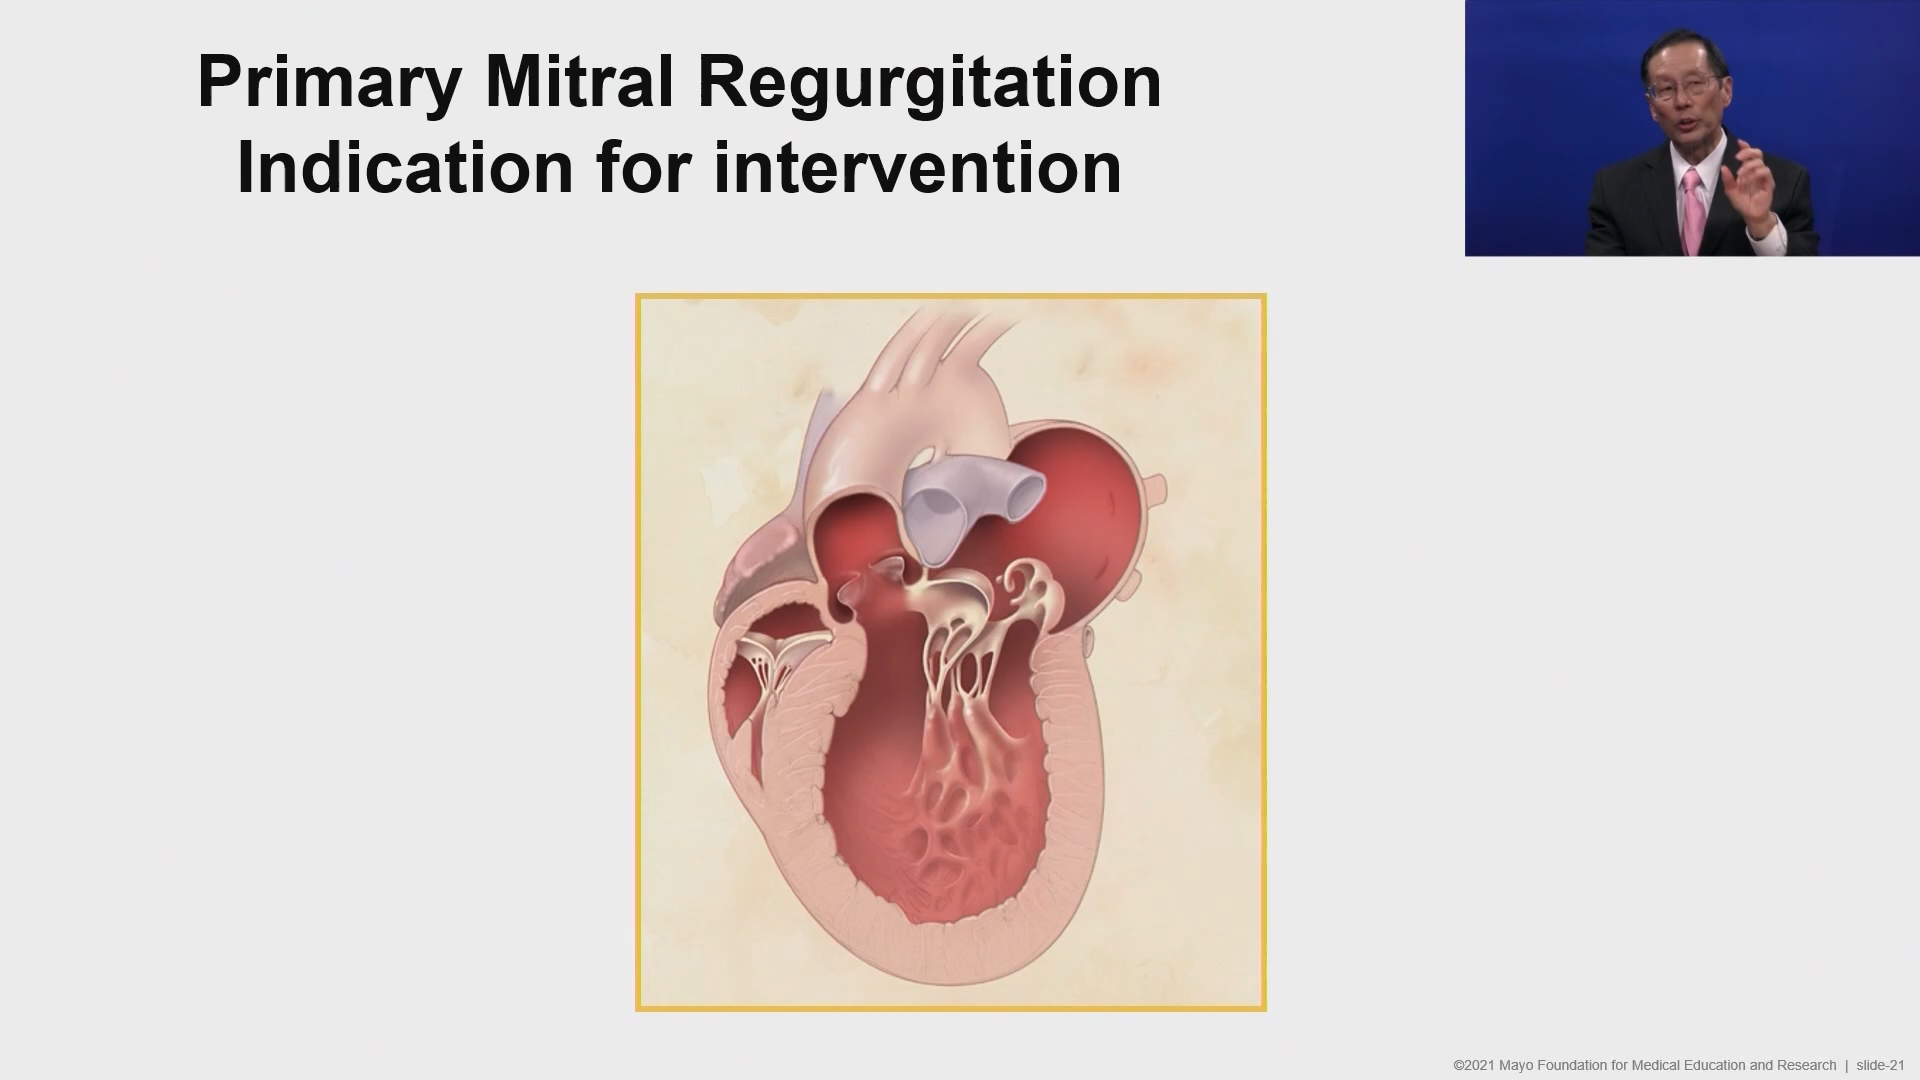 Primary Mitral Regurgitation
Indication for intervention
©2021 Mayo Foundation for Medical Education and Research | slide-21